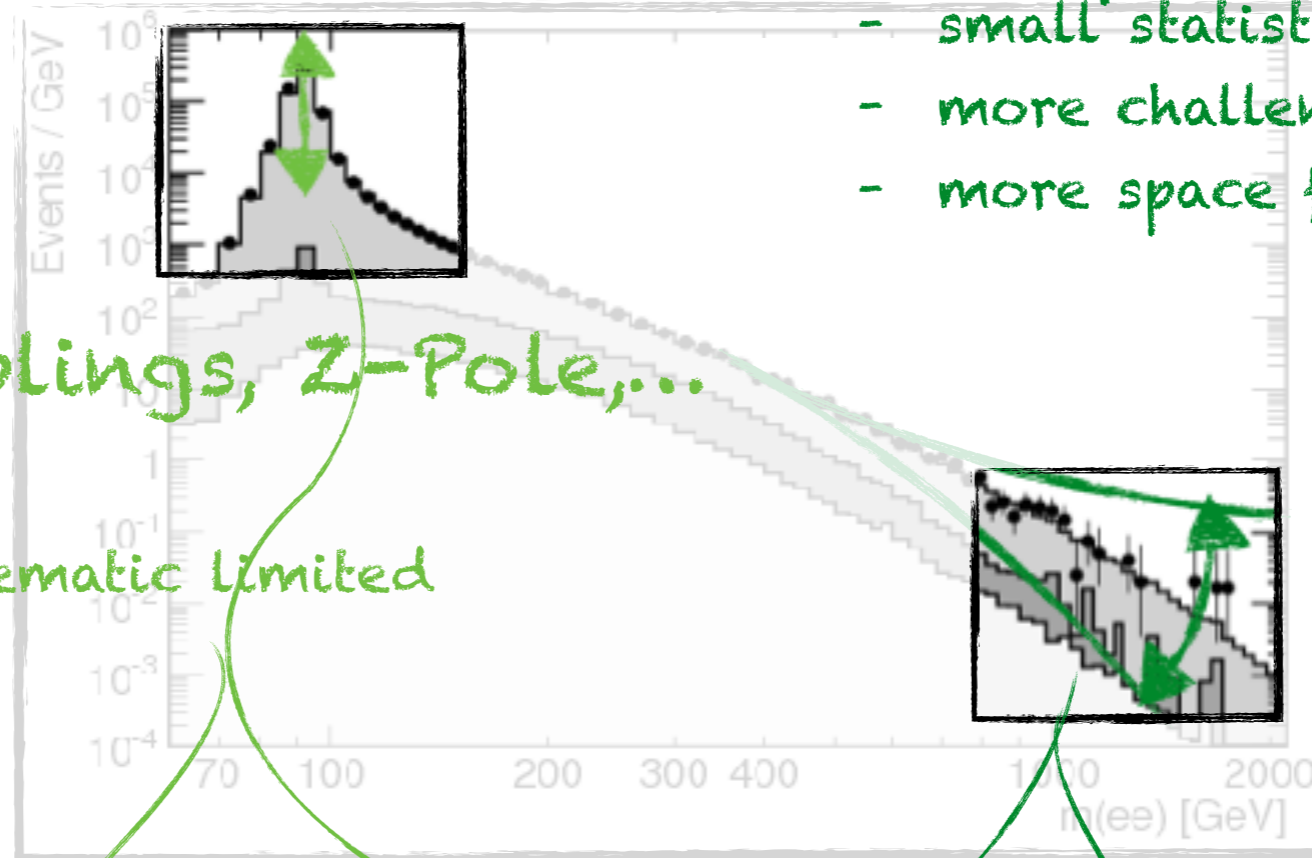 - small statist
- more challen
- more space
Events / GeV
10⁶
10⁵
10⁴
10³
10²
10
1
10⁻¹
10⁻²
10⁻³
10⁻⁴
plings, Z-Pole,...
ematic limited
70 100 200 300 400 1000 2000
m(ee) [GeV]